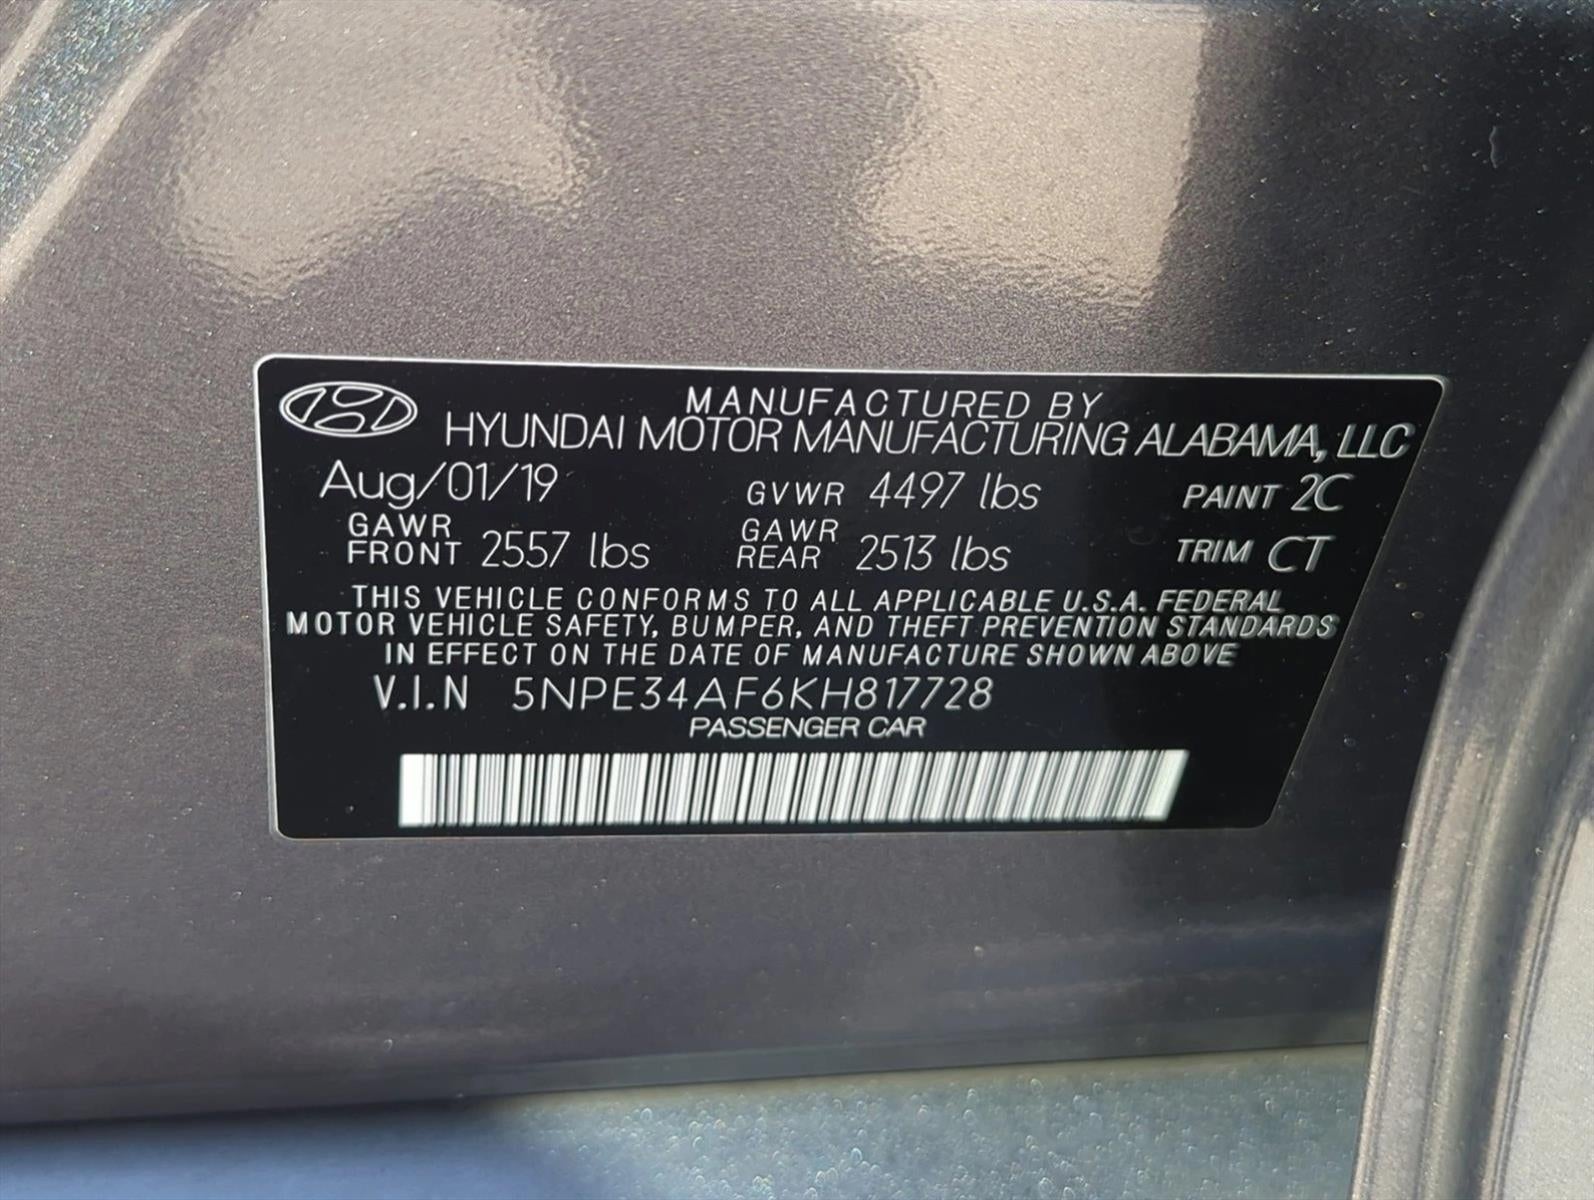 MANUFACTURED BY
HYUNDAI MOTOR MANUFACTURING ALABAMA, LLC
Aug/01/19 GVWR 4497 lbs PAINT 2C
GAWR FRONT 2557 lbs GAWR REAR 2513 lbs TRIM CT
THIS VEHICLE CONFORMS TO ALL APPLICABLE U.S.A. FEDERAL
MOTOR VEHICLE SAFETY, BUMPER, AND THEFT PREVENTION STANDARDS
IN EFFECT ON THE DATE OF MANUFACTURE SHOWN ABOVE
V.I.N 5NPE34AF6KH817728
PASSENGER CAR